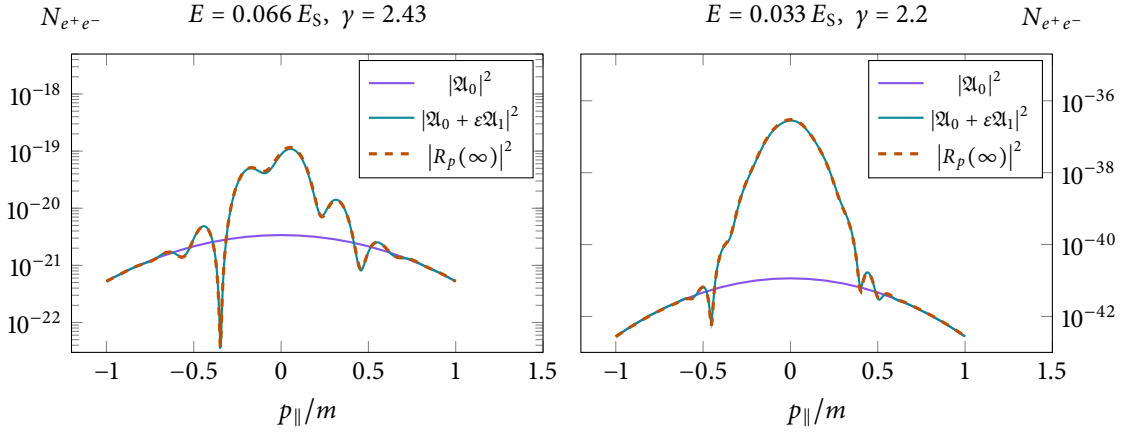 N_{e^+e^-} E = 0.066 E_S, γ = 2.43
10^{-18}
10^{-19}
10^{-20}
10^{-21}
10^{-22}
|𝔄_0|^2
|𝔄_0 + ε𝔄_1|^2
|R_p(∞)|^2
−1 −0.5 0 0.5 1 1.5
p_∥/m
E = 0.033 E_S, γ = 2.2 N_{e^+e^-}
|𝔄_0|^2
|𝔄_0 + ε𝔄_1|^2
|R_p(∞)|^2
10^{-36}
10^{-38}
10^{-40}
10^{-42}
−1 −0.5 0 0.5 1 1.5
p_∥/m